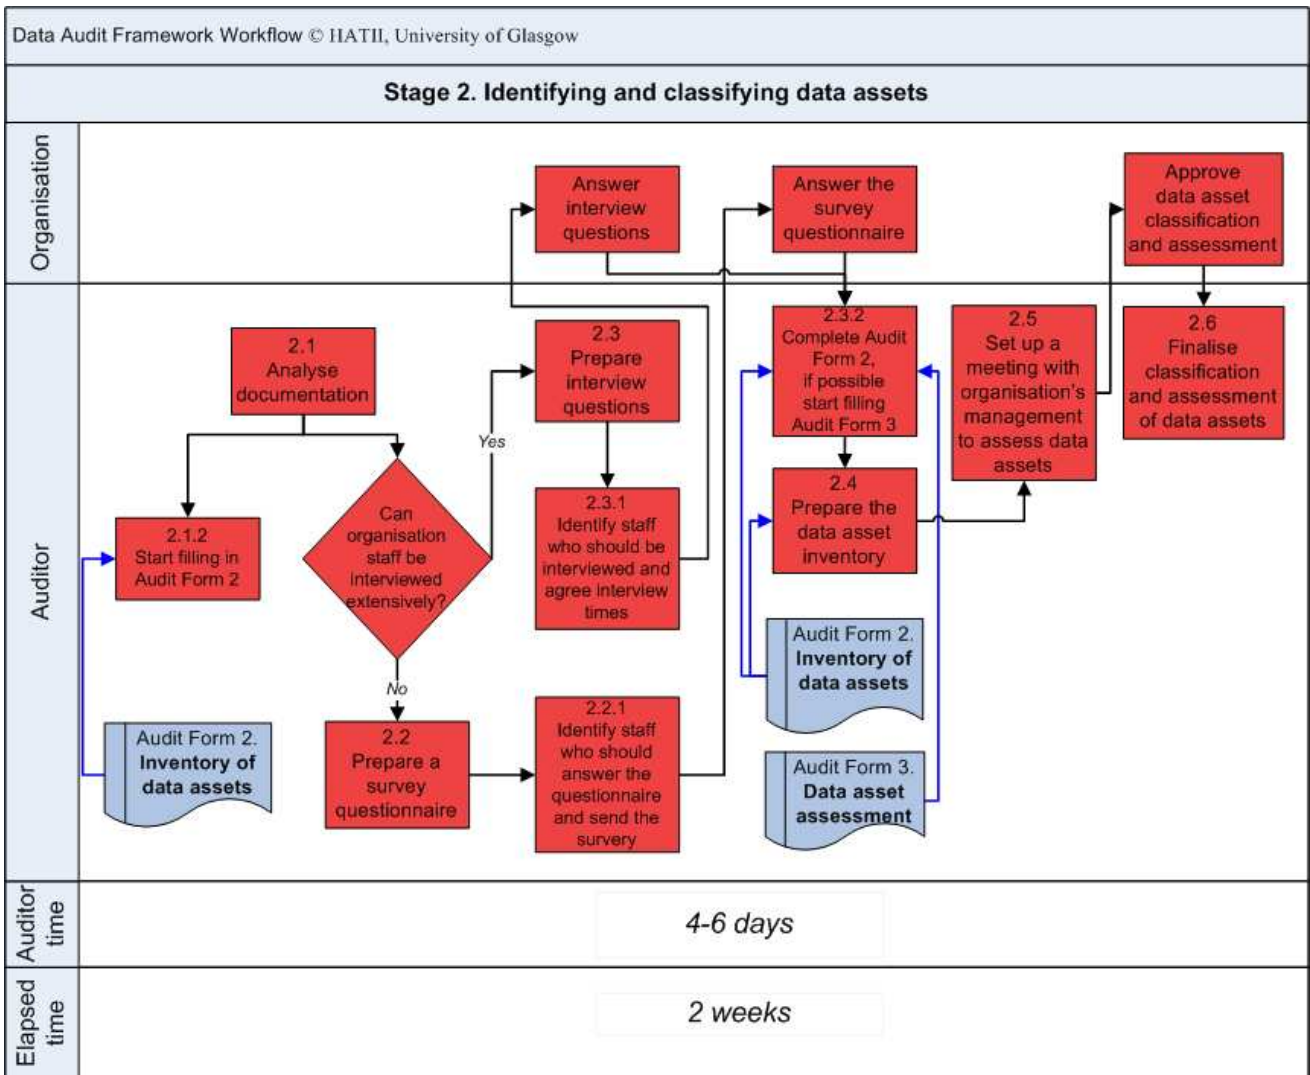 Data Audit Framework Workflow © HATII, University of Glasgow
Stage 2. Identifying and classifying data assets
Organisation
Answer
interview
questions
Answer the
survey
questionnaire
Approve
data asset
classification
and assessment
Auditor
2.1
Analyse
documentation
2.1.2
Start filling in
Audit Form 2
Can
organisation
staff be
interviewed
extensively?
Yes
No
2.3
Prepare
interview
questions
2.3.1
Identify staff
who should be
interviewed and
agree interview
times
2.2
Prepare a
survey
questionnaire
2.2.1
Identify staff
who should
answer the
questionnaire
and send the
survery
2.3.2
Complete Audit
Form 2,
if possible
start filling
Audit Form 3
2.4
Prepare the
data asset
inventory
2.5
Set up a
meeting with
organisation's
management
to assess data
assets
2.6
Finalise
classification
and assessment
of data assets
Audit Form 2.
Inventory of
data assets
Audit Form 2.
Inventory of
data assets
Audit Form 3.
Data asset
assessment
Auditor
time
4-6 days
Elapsed
time
2 weeks